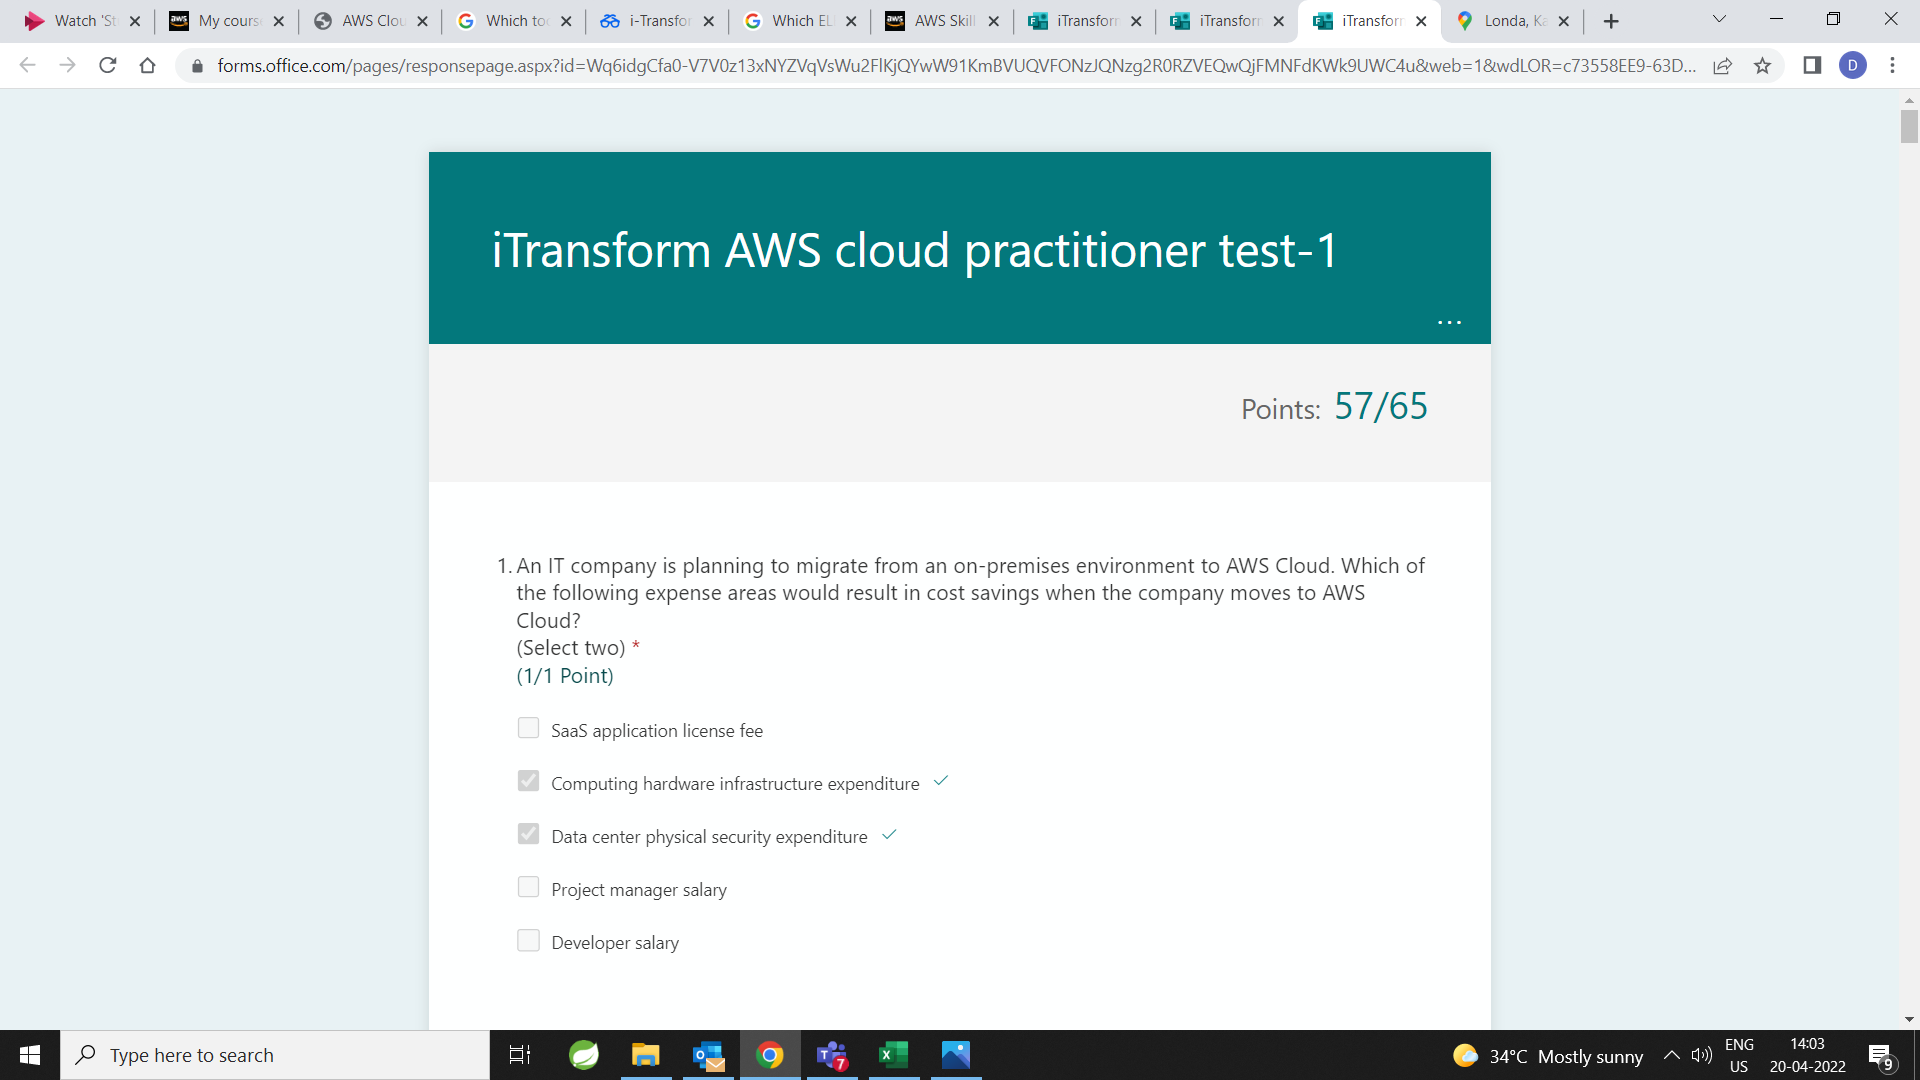 Watch 'St
My cours
AWS Clou
Which to
i-Transfor
Which EL
AWS Skill
iTransform
iTransform
iTransform
Londa, Ka
forms.office.com/pages/responsepage.aspx?id=Wq6idgCfa0-V7V0z13xNYZVqVsWu2FlKjQYwW91KmBVUQVFONzJQNzg2R0RZVEQwQjFMNFdKWk9UWC4u&web=1&wdLOR=c73558EE9-63D...
D
iTransform AWS cloud practitioner test-1
...
Points: 57/65
1. An IT company is planning to migrate from an on-premises environment to AWS Cloud. Which of
the following expense areas would result in cost savings when the company moves to AWS
Cloud?
(Select two) *
(1/1 Point)
SaaS application license fee
Computing hardware infrastructure expenditure
Data center physical security expenditure
Project manager salary
Developer salary
Type here to search
34°C Mostly sunny
ENG
US
14:03
20-04-2022
7
9